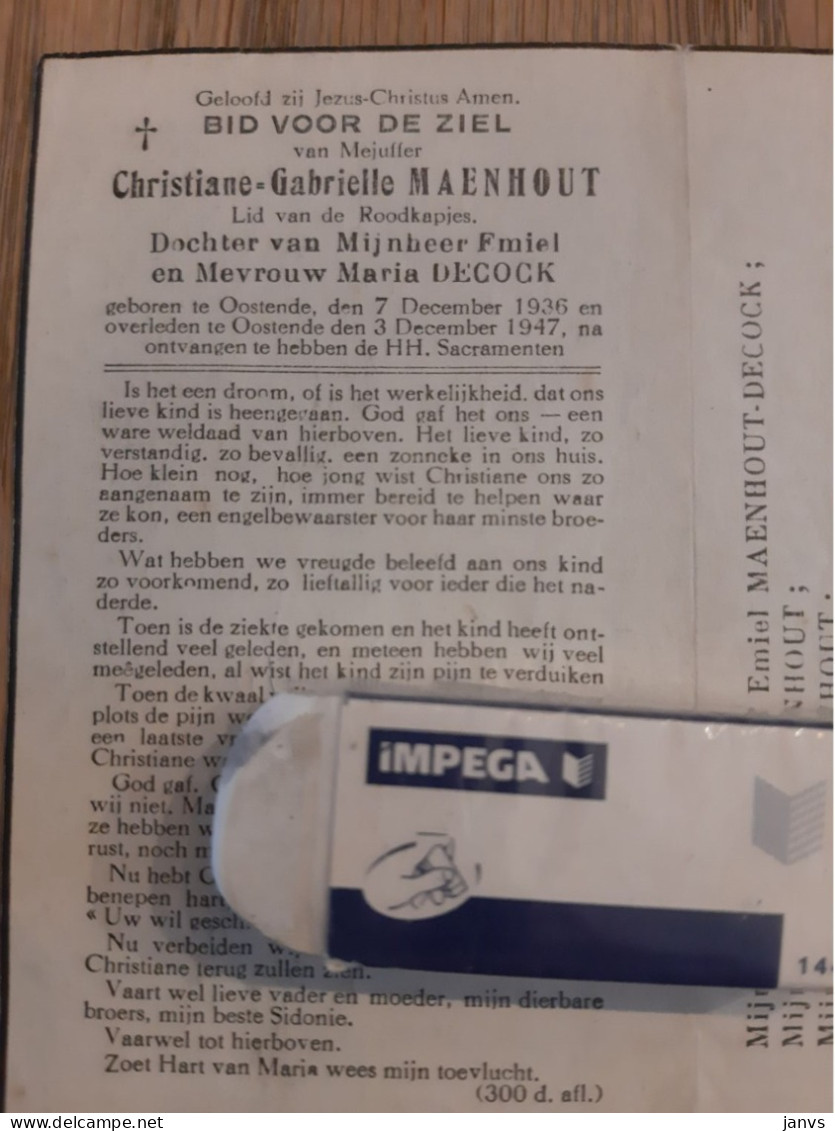 Geloofd zij Jezus-Christus Amen.
BID VOOR DE ZIEL
van Mejuffer
Christiane=Gabrielle MAENHOUT
Lid van de Roodkapjes.
Dochter van Mijnheer Emiel
en Mevrouw Maria DECOCK
geboren te Oostende, den 7 December 1936 en
overleden te Oostende den 3 December 1947, na
ontvangen te hebben de HH. Sacramenten
Is het een droom, of is het werkelijkheid. dat ons
lieve kind is heengegaan. God gaf het ons — een
ware weldaad van hierboven. Het lieve kind, zo
verstandig. zo bevallig. een zonneke in ons huis.
Hoe klein nog, hoe jong wist Christiane ons zo
aangenaam te zijn, immer bereid te helpen waar
ze kon, een engelbewaarster voor haar minste broe-
ders.
Wat hebben we vreugde beleefd aan ons kind
zo voorkomend, zo lieftallig voor ieder die het na-
derde.
Toen is de ziekte gekomen en het kind heeft ont-
stellend veel geleden, en meteen hebben wij veel
meêgeleden, al wist het kind zijn pijn te verduiken
Toen de kwaal
plots de pijn
een laatste
Christiane
God gaf.
wij niet.
ze hebben
rust, noch
Nu hebt
benepen
« Uw wil
Nu verbeiden
Christiane terug zullen zien.
Vaart wel lieve vader en moeder, mijn dierbare
broers, mijn beste Sidonie.
Vaarwel tot hierboven.
Zoet Hart van Maria wees mijn toevlucht.
(300 d. afl.)
Emiel MAENHOUT-DECOCK;
iMPEGA
14
janvs